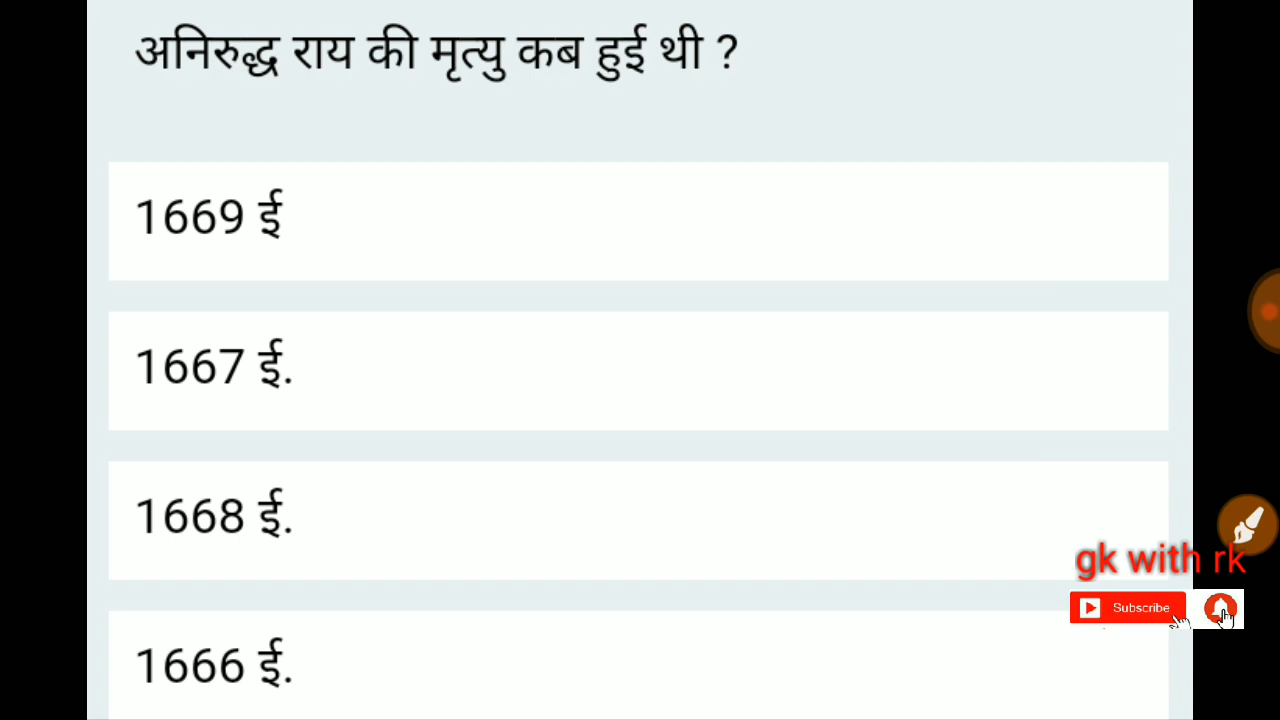 अनिरुद्ध राय की मृत्यु कब हुई थी ?
1669 ई
1667 ई.
1668 ई.
gk with rk
Subscribe
1666 ई.